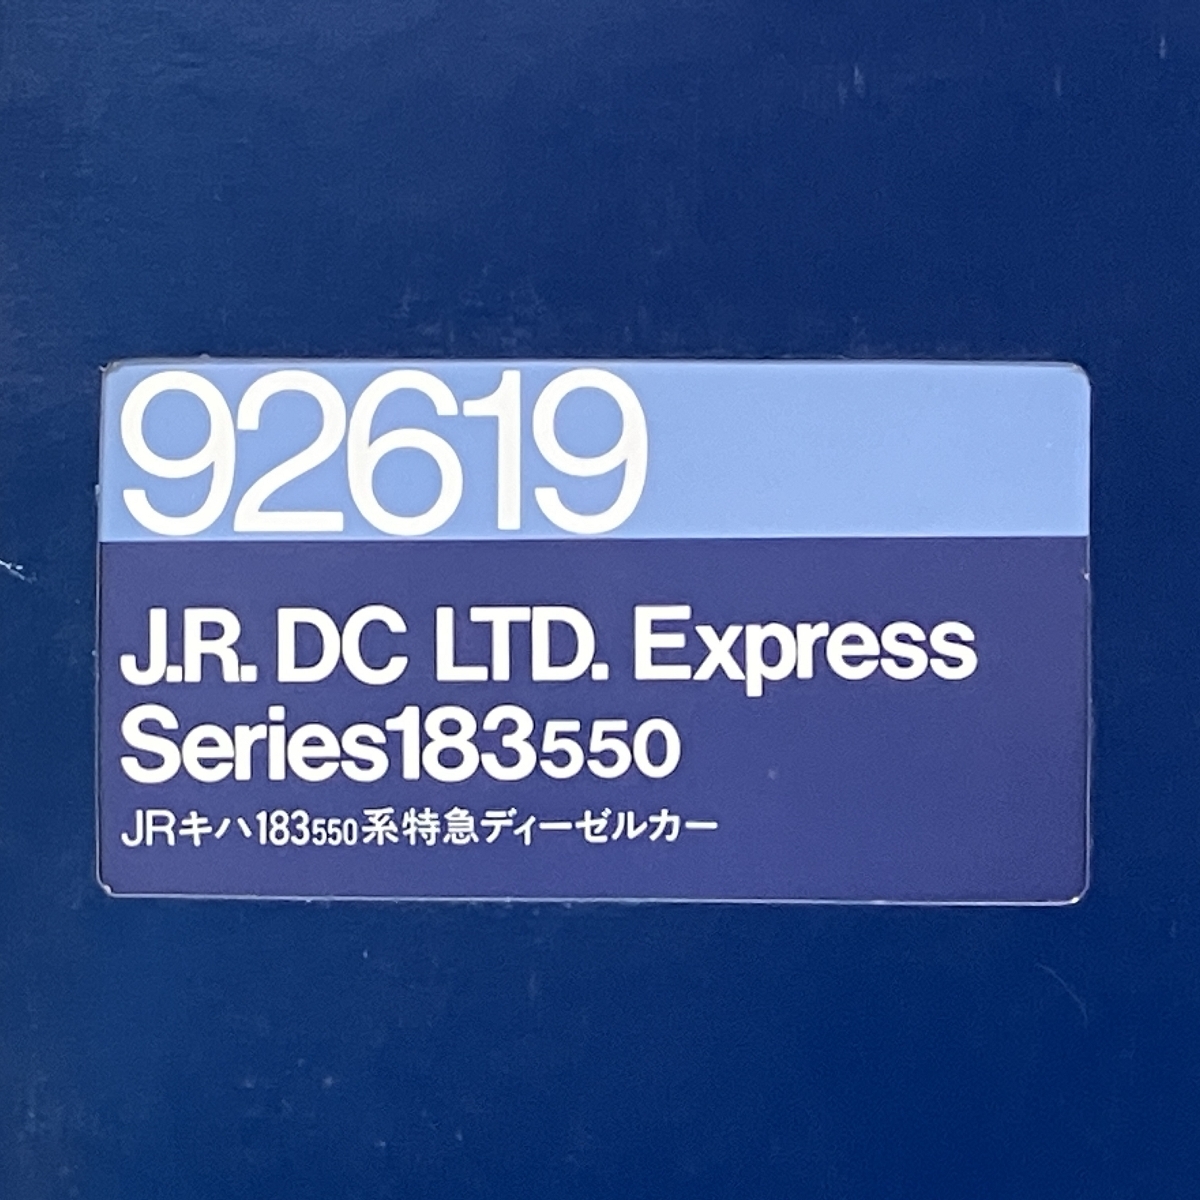 92619
J.R. DC LTD. Express
Series183550
JRキハ183550系特急ディーゼルカー